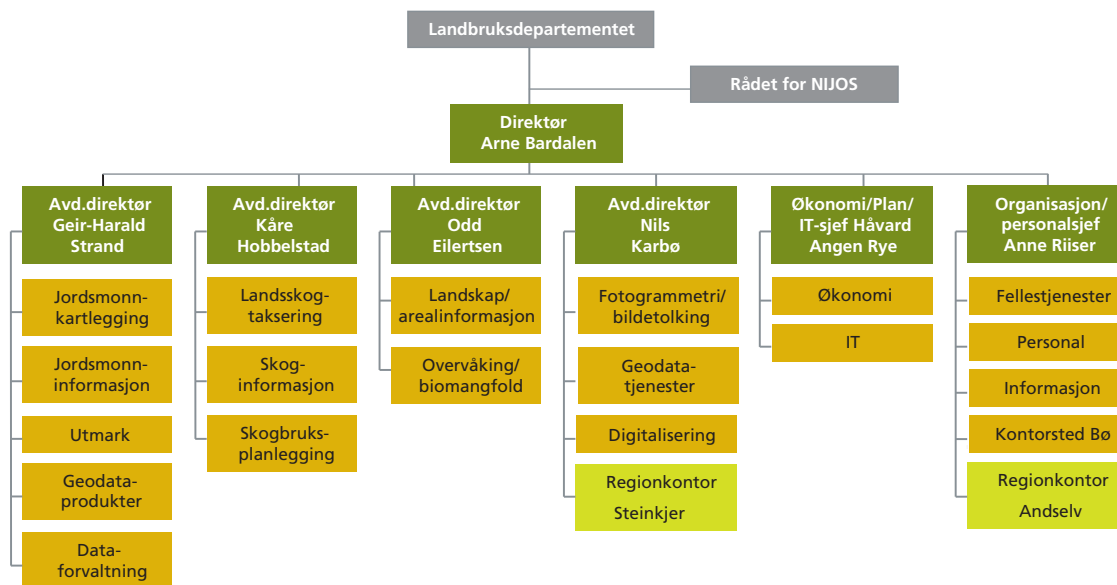 Landbruksdepartementet
Rådet for NIJOS
Direktør
Arne Bardalen
Avd.direktør
Geir-Harald
Strand
Jordsmonn-
kartlegging
Jordsmonn-
informasjon
Utmark
Geodata-
produkter
Data-
forvaltning
Avd.direktør
Kåre
Hobbelstad
Landsskog-
taksering
Skog-
informasjon
Skogbruks-
planlegging
Avd.direktør
Odd
Eilertsen
Landskap/
arealinformasjon
Overvåking/
biomangfold
Avd.direktør
Nils
Karbø
Fotogrammetri/
bildetolking
Geodata-
tjenester
Digitalisering
Regionkontor
Steinkjer
Økonomi/Plan/
IT-sjef Håvard
Angen Rye
Økonomi
IT
Organisasjon/
personalsjef
Anne Riiser
Fellestjenester
Personal
Informasjon
Kontorsted Bø
Regionkontor
Andselv